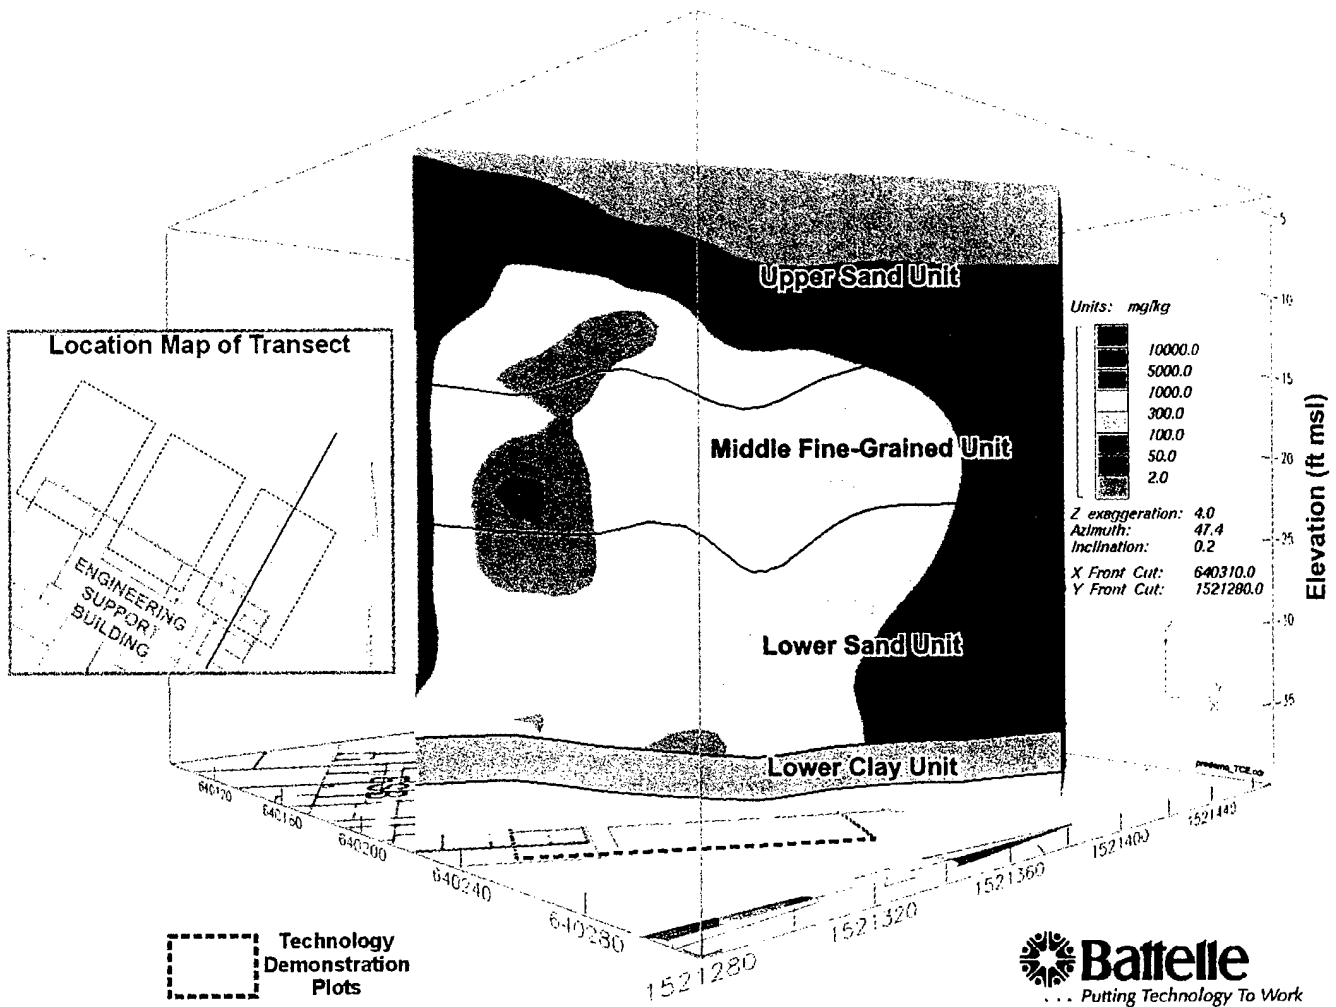 Upper Sand Unit
Units: mg/kg
10000.0
5000.0
1000.0
300.0
100.0
50.0
2.0
Z exaggeration: 4.0
Azimuth: 47.4
Inclination: 0.2
X Front Cut: 640310.0
Y Front Cut: 1521280.0
Location Map of Transect
ENGINEERING
SUPPORT
BUILDING
Middle Fine-Grained Unit
Lower Sand Unit
Lower Clay Unit
5
10
-15
20
-25
-35
Elevation (ft msl)
640160
640200
640240
640280
1521280
1521320
1521360
1521400
1521440
Technology
Demonstration
Plots
Battelle
... Putting Technology To Work